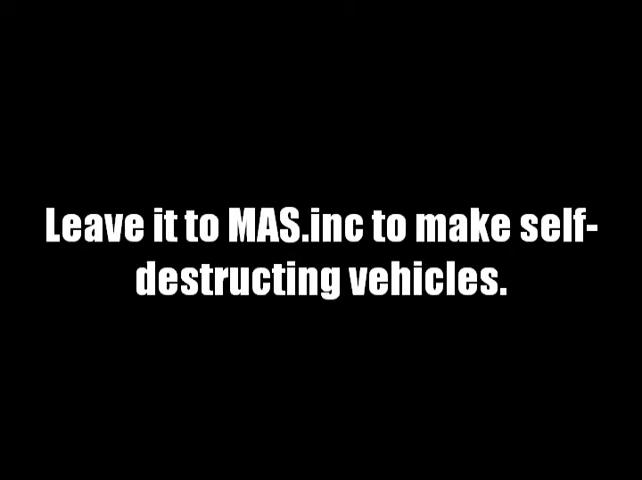 Leave it to MAS.inc to make self-
destructing vehicles.